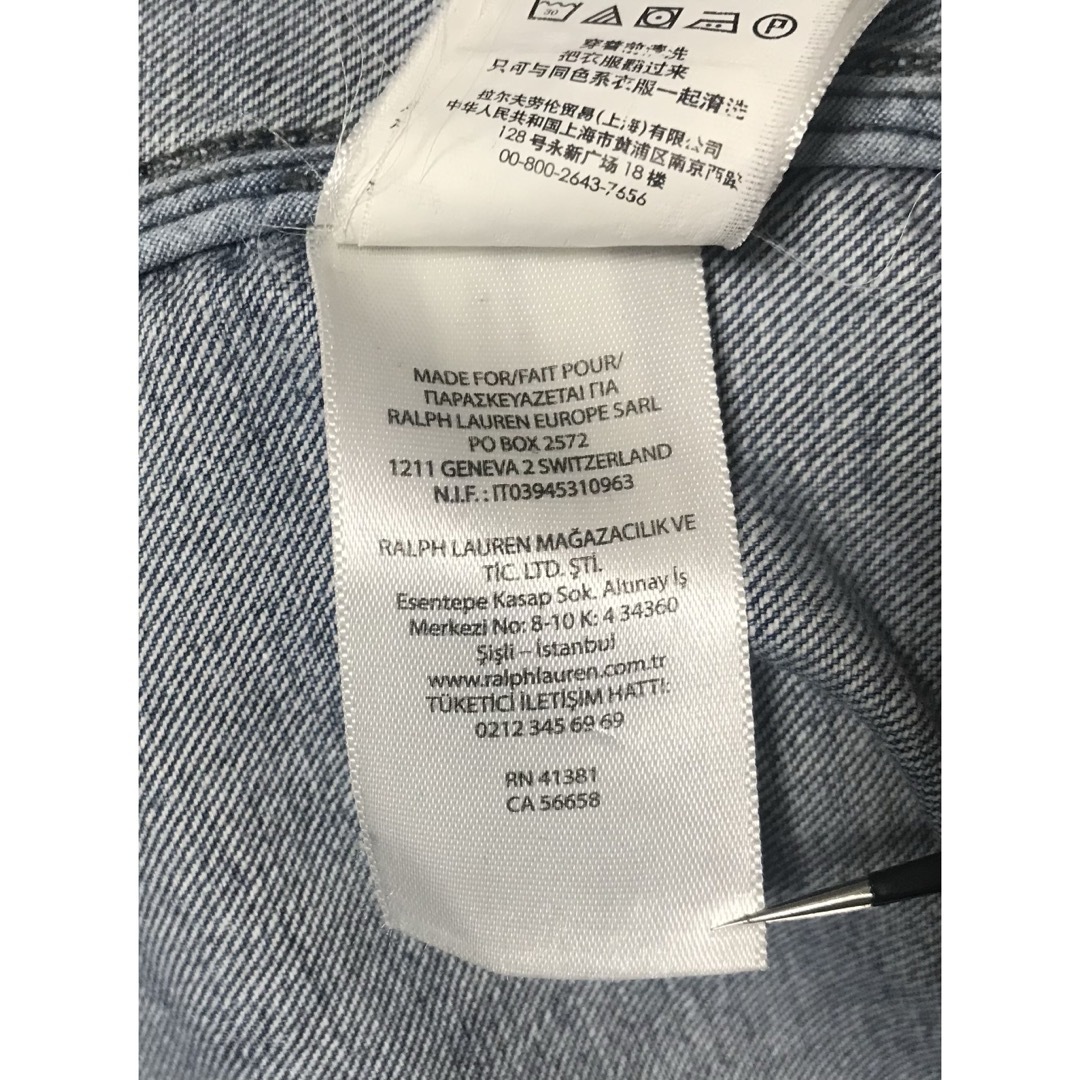 30
P
穿着前请先
把衣服翻过来
只可与同色系衣服一起清洗
拉尔夫劳伦贸易(上海)有限公司
中华人民共和国上海市黄浦区南京西路
128 号永新广场 18 楼
00-800-2643-7656
MADE FOR/FAIT POUR/
ΠΑΡΑΣΚΕΥΑΖΕΤΑΙ ΓΙΑ
RALPH LAUREN EUROPE SARL
PO BOX 2572
1211 GENEVA 2 SWITZERLAND
N.I.F. : IT03945310963
RALPH LAUREN MAĞAZACILIK VE
TİC. LTD. ŞTİ.
Esentepe Kasap Sok. Altınay İş
Merkezi No: 8-10 K: 4 34360
Şişli – İstanbul
www.ralphlauren.com.tr
TÜKETİCİ İLETİŞİM HATTI:
0212 345 69 69
RN 41381
CA 56658